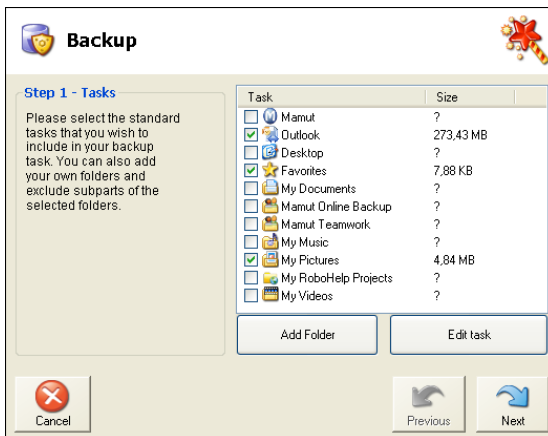 Backup
Step 1 - Tasks
Please select the standard
tasks that you wish to
include in your backup
task. You can also add
your own folders and
exclude subparts of the
selected folders.
Task Size
Mamut ?
Outlook 273,43 MB
Desktop ?
Favorites 7,88 KB
My Documents ?
Mamut Online Backup ?
Mamut Teamwork ?
My Music ?
My Pictures 4,84 MB
My RoboHelp Projects ?
My Videos ?
Add Folder Edit task
Cancel Previous Next